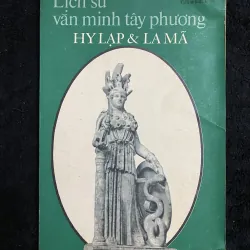 Lịch sử
văn minh tây phương
HY LẠP & LA MÃ